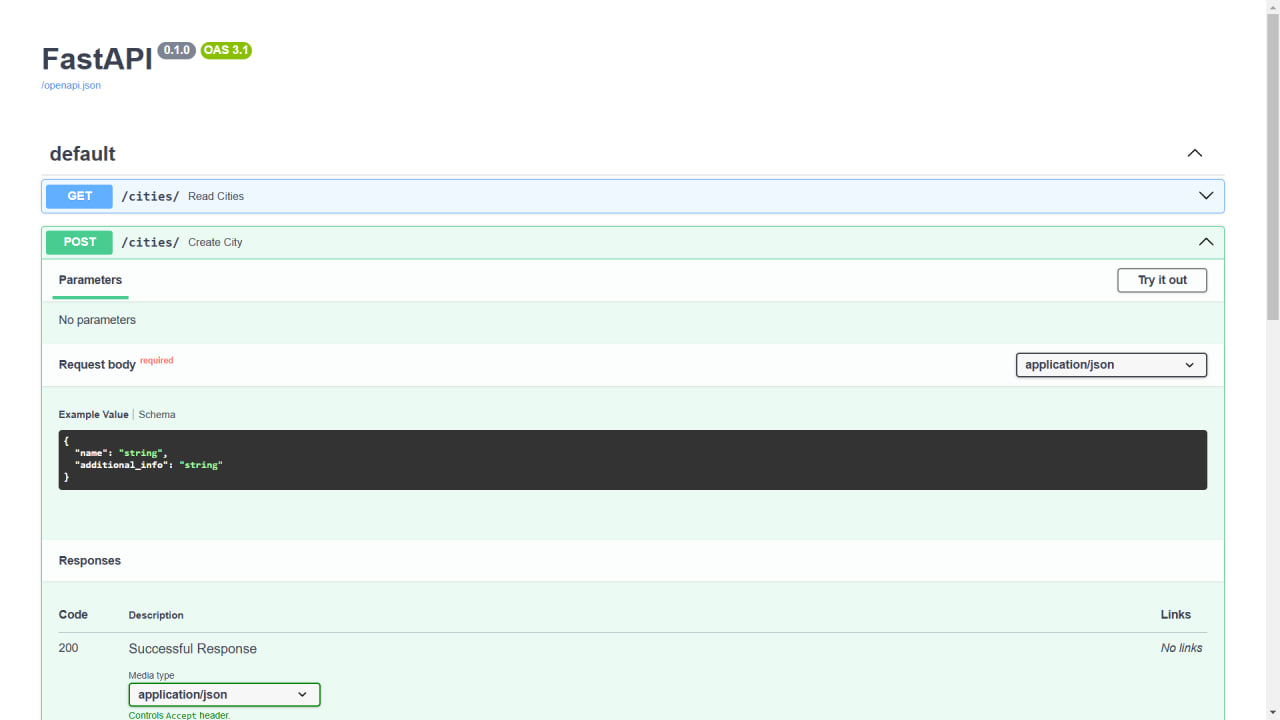 FastAPI 0.1.0 OAS 3.1
/openapi.json
default
GET /cities/ Read Cities
POST /cities/ Create City
Parameters Try it out
No parameters
Request body required application/json
Example Value | Schema
{
"name": "string",
"additional_info": "string"
}
Responses
Code Description Links
200 Successful Response No links
Media type
application/json
Controls Accept header.